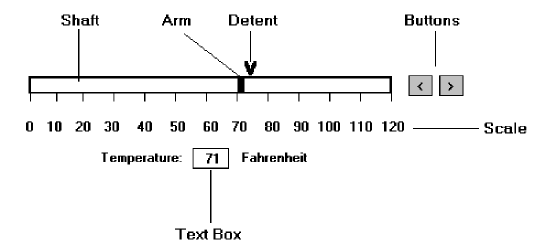 Shaft Arm Detent Buttons
< >
0 10 20 30 40 50 60 70 80 90 100 110 120 Scale
Temperature: 71 Fahrenheit
Text Box